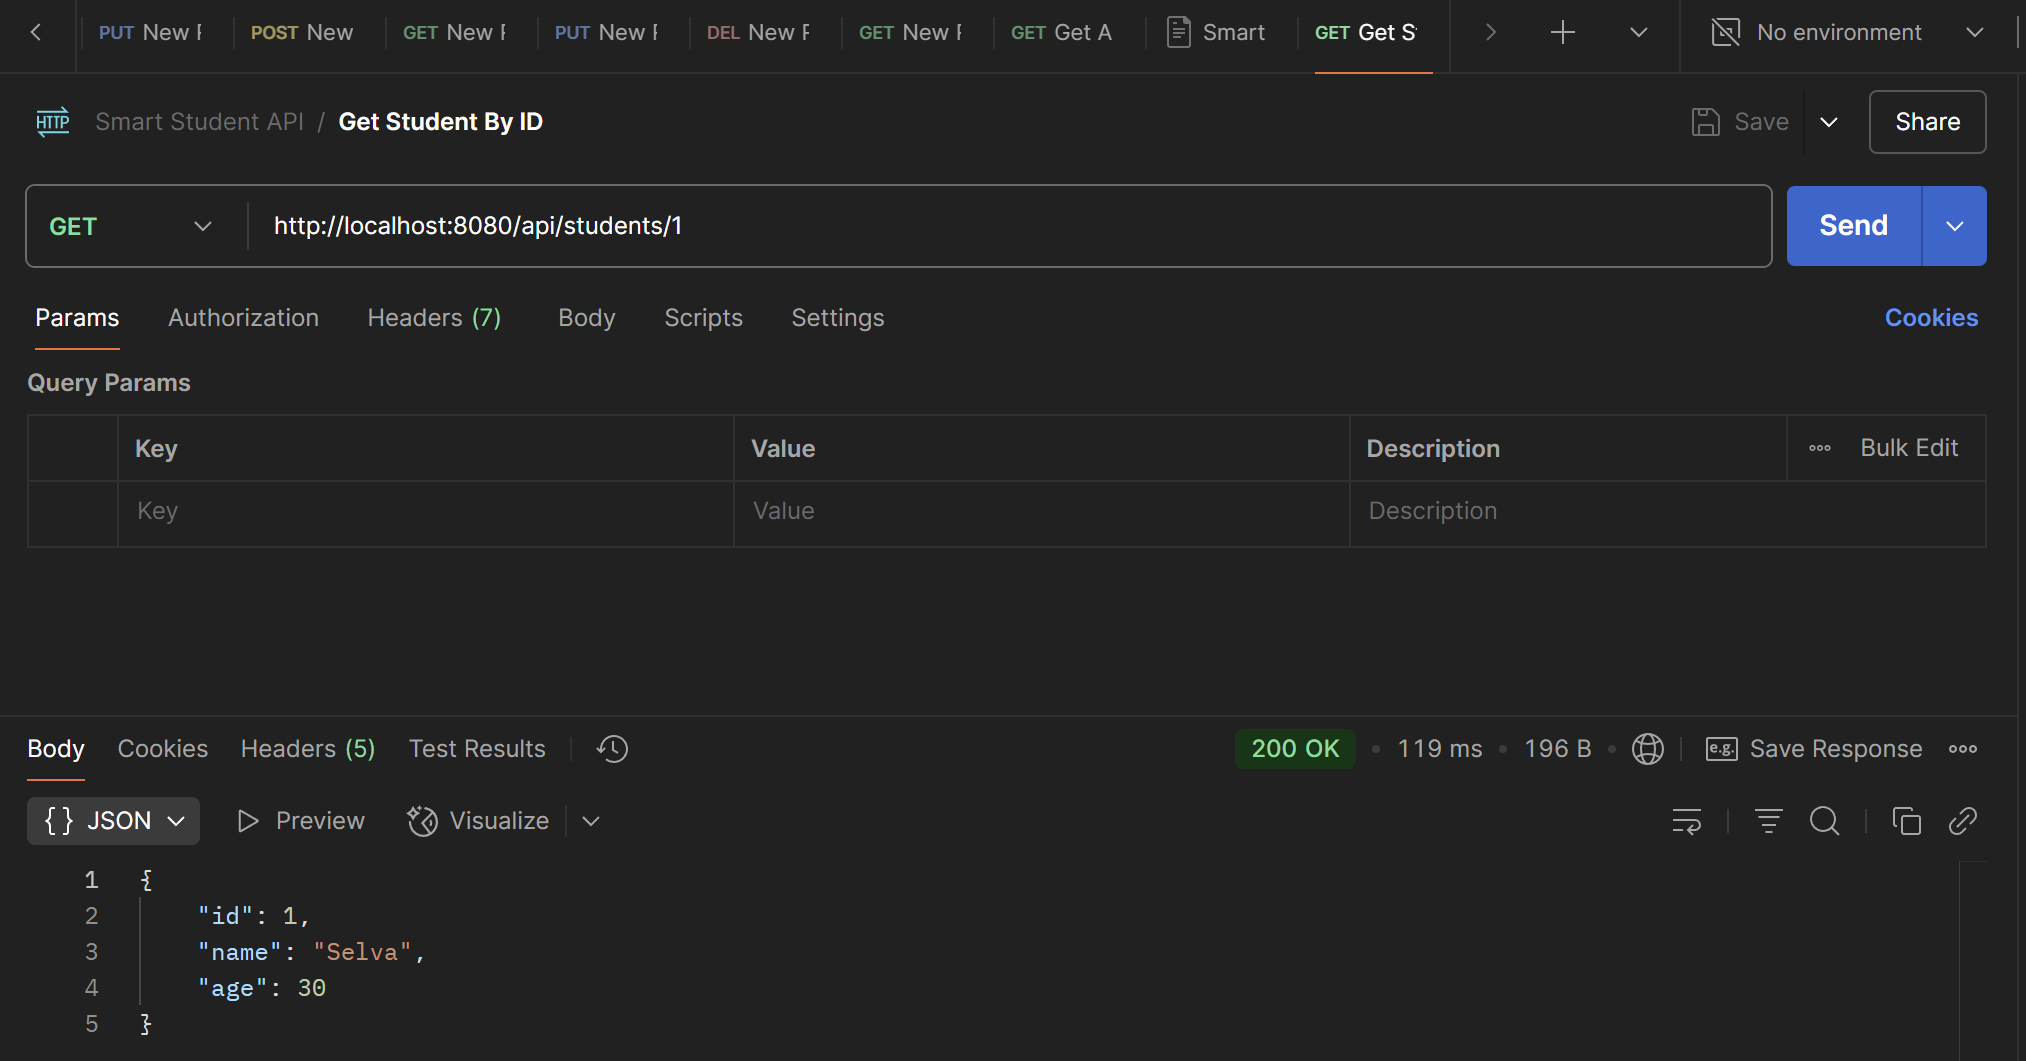 PUT New F
POST New
GET New F
PUT New F
DEL New F
GET New F
GET Get A
Smart
GET Get S
No environment
HTTP Smart Student API / Get Student By ID
Save
Share
GET
http://localhost:8080/api/students/1
Send
Params
Authorization
Headers (7)
Body
Scripts
Settings
Cookies
Query Params
Key Value Description Bulk Edit
Key Value Description
Body
Cookies
Headers (5)
Test Results
200 OK • 119 ms • 196 B •
e.g. Save Response
{} JSON
Preview
Visualize
1 {
2 "id": 1,
3 "name": "Selva",
4 "age": 30
5 }